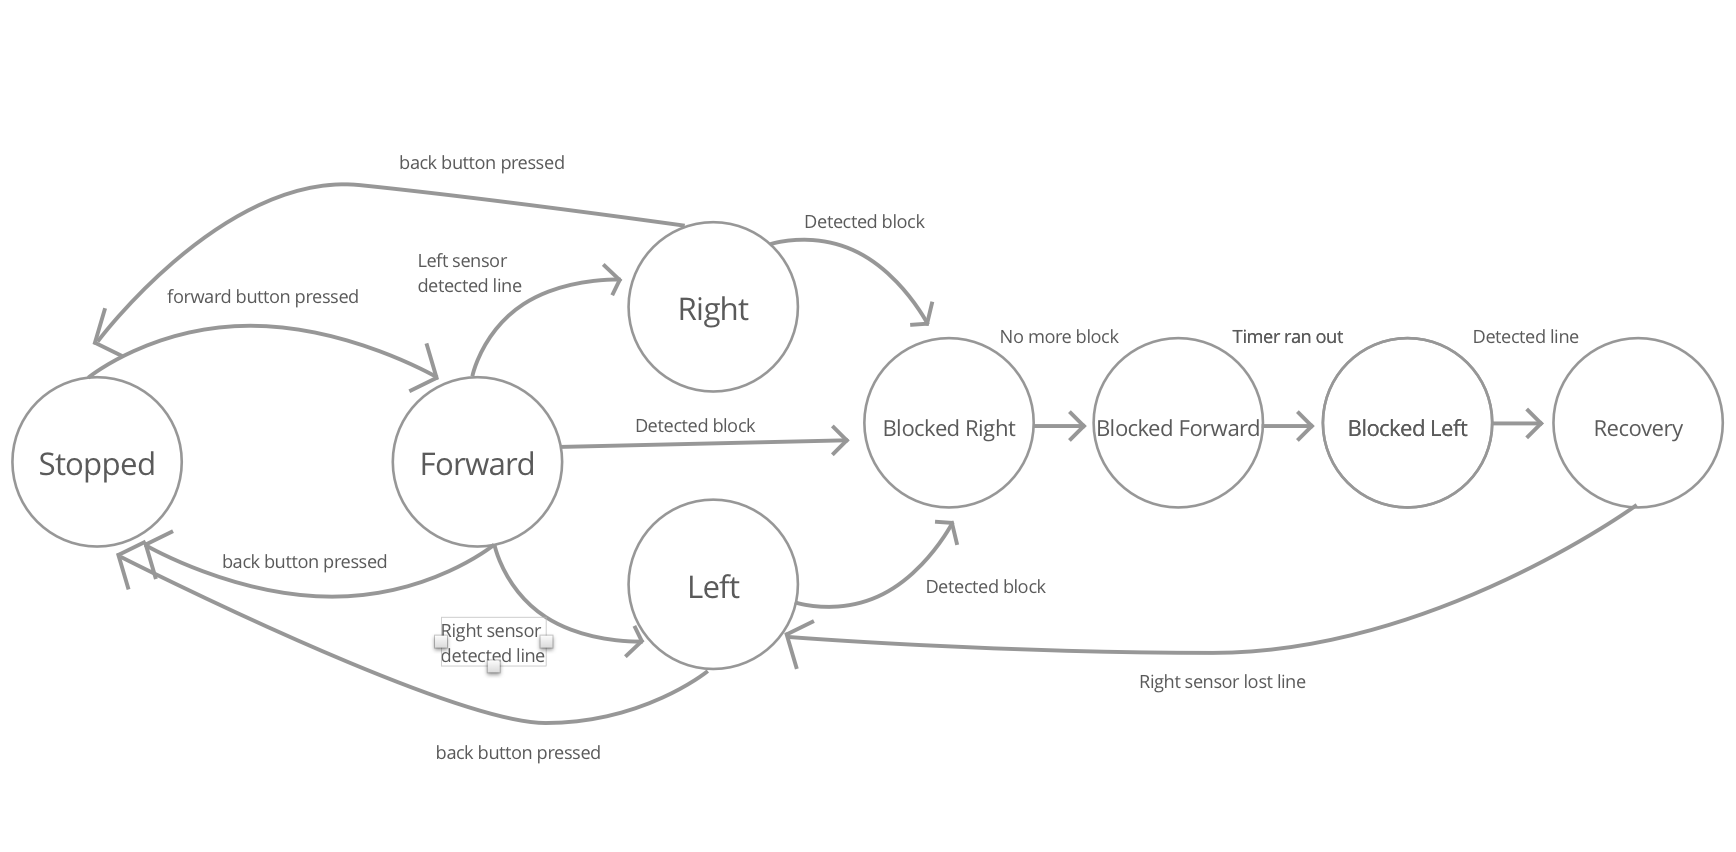 back button pressed
Detected block
Left sensor
detected line
forward button pressed
Right
No more block
Timer ran out
Detected line
Detected block
Blocked Right
Blocked Forward
Blocked Left
Recovery
Stopped
Forward
back button pressed
Left
Detected block
Right sensor
detected line
Right sensor lost line
back button pressed